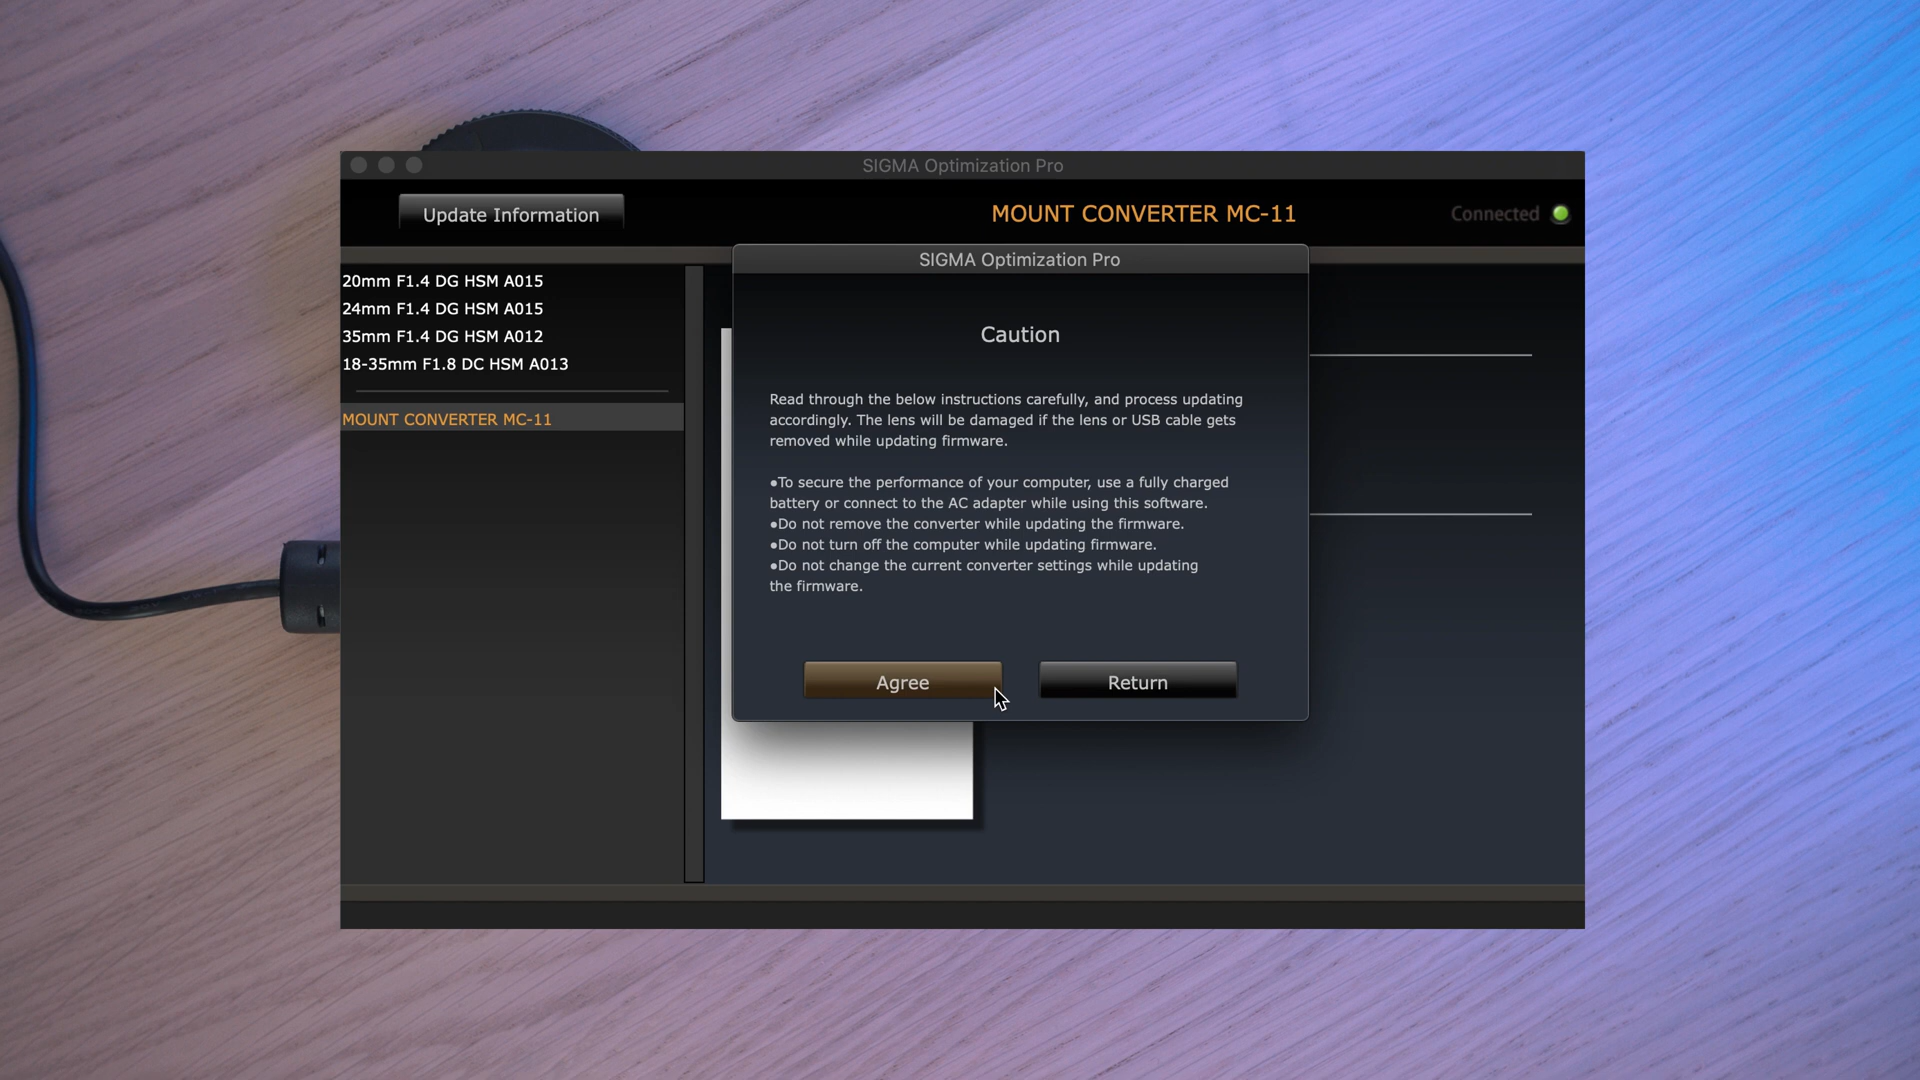 SIGMA Optimization Pro
Update Information
MOUNT CONVERTER MC-11
Connected
20mm F1.4 DG HSM A015
24mm F1.4 DG HSM A015
35mm F1.4 DG HSM A012
18-35mm F1.8 DC HSM A013
MOUNT CONVERTER MC-11
SIGMA Optimization Pro
Caution
Read through the below instructions carefully, and process updating
accordingly. The lens will be damaged if the lens or USB cable gets
removed while updating firmware.
●To secure the performance of your computer, use a fully charged
battery or connect to the AC adapter while using this software.
●Do not remove the converter while updating the firmware.
●Do not turn off the computer while updating firmware.
●Do not change the current converter settings while updating
the firmware.
Agree
Return